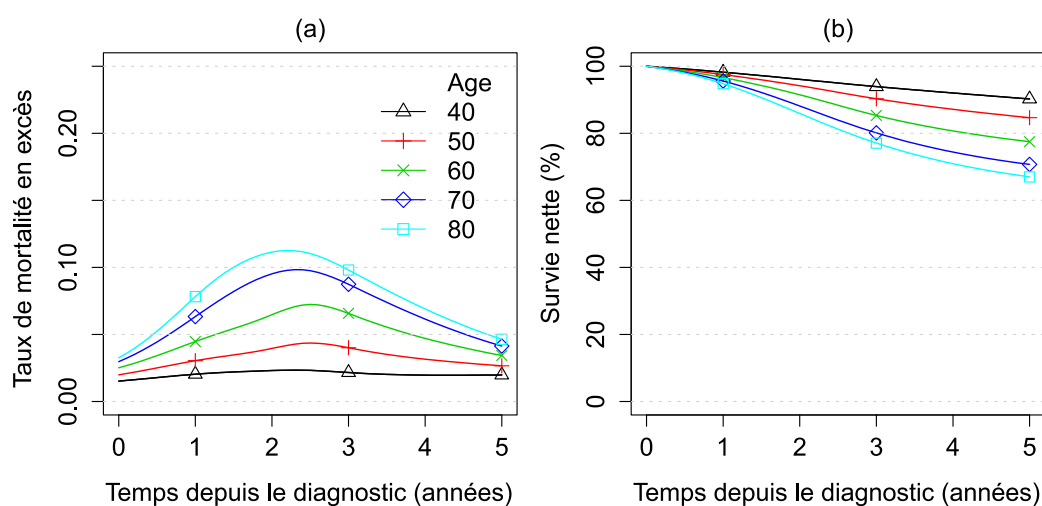 (a)
Taux de mortalité en excès
0.00
0.10
0.20
Age
40
50
60
70
80
0 1 2 3 4 5
Temps depuis le diagnostic (années)
(b)
Survie nette (%)
0
20
40
60
80
100
0 1 2 3 4 5
Temps depuis le diagnostic (années)